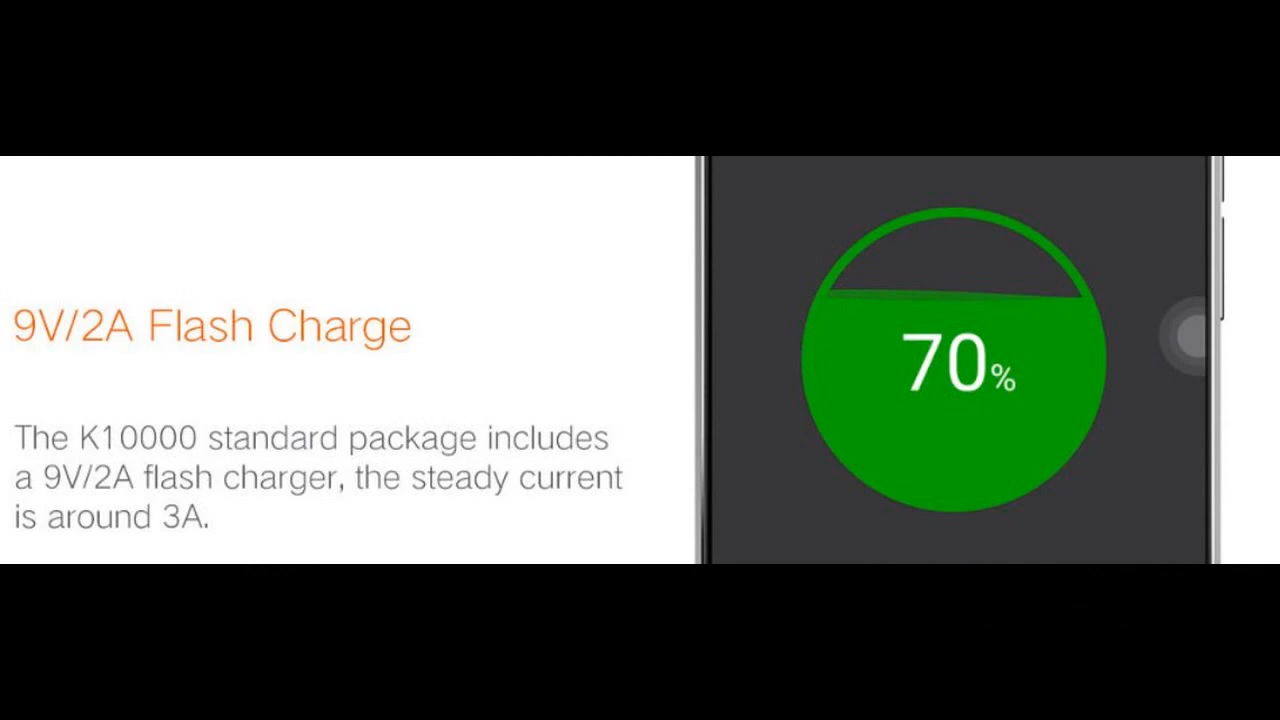 9V/2A Flash Charge
The K10000 standard package includes
a 9V/2A flash charger, the steady current
is around 3A.
70%